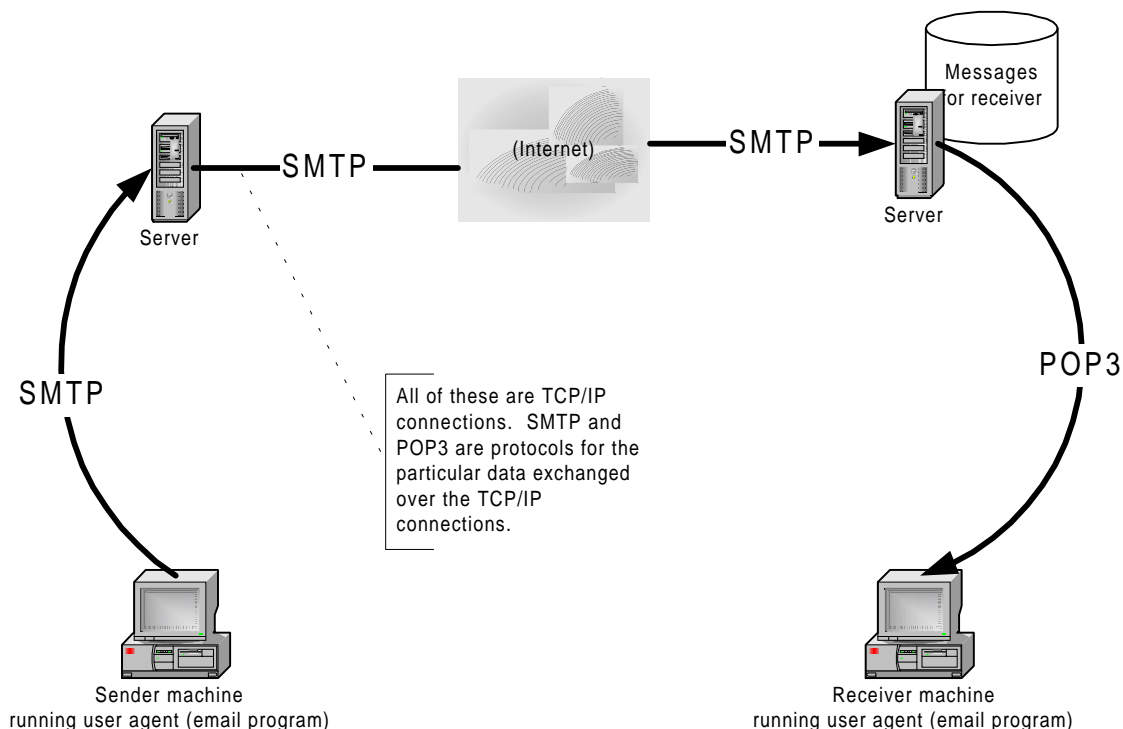 Messages
or receiver
(Internet)
SMTP
SMTP
Server
Server
SMTP
POP3
All of these are TCP/IP
connections. SMTP and
POP3 are protocols for the
particular data exchanged
over the TCP/IP
connections.
Sender machine
running user agent (email program)
Receiver machine
running user agent (email program)